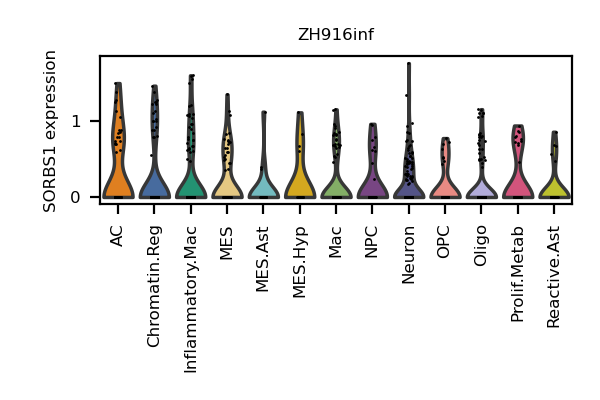 ZH916inf
SORBS1 expression
1
0
AC
Chromatin.Reg
Inflammatory.Mac
MES
MES.Ast
MES.Hyp
Mac
NPC
Neuron
OPC
Oligo
Prolif.Metab
Reactive.Ast